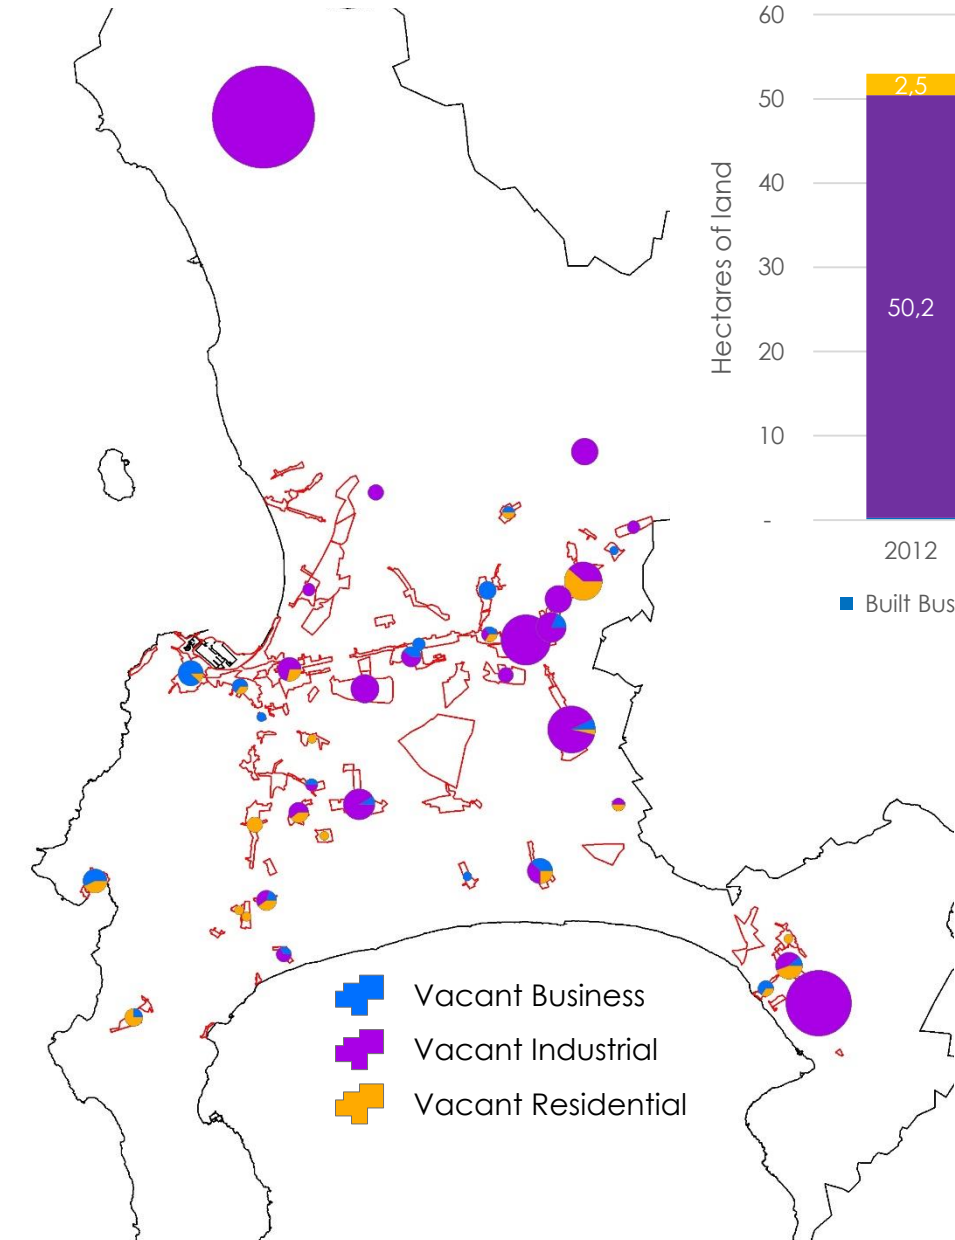 60
50
40
30
20
10
-
Hectares of land
2,5
50,2
2012
Built Bus
Vacant Business
Vacant Industrial
Vacant Residential